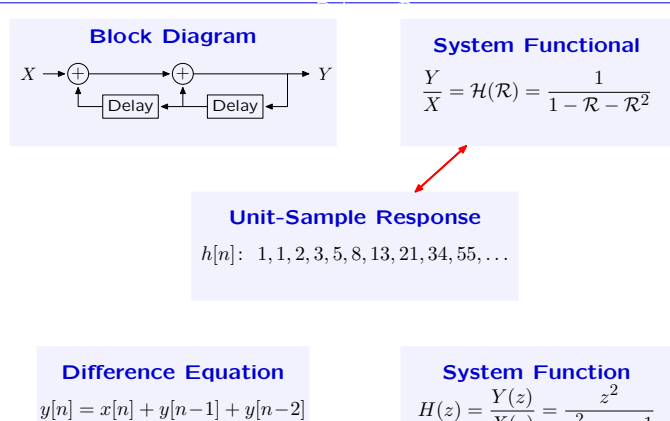 Block Diagram
X + + Y
Delay Delay
System Functional
Y/X = H(R) = 1/(1 − R − R²)
Unit-Sample Response
h[n]: 1, 1, 2, 3, 5, 8, 13, 21, 34, 55, . . .
Difference Equation
y[n] = x[n] + y[n−1] + y[n−2]
System Function
H(z) = Y(z)/ = z²/